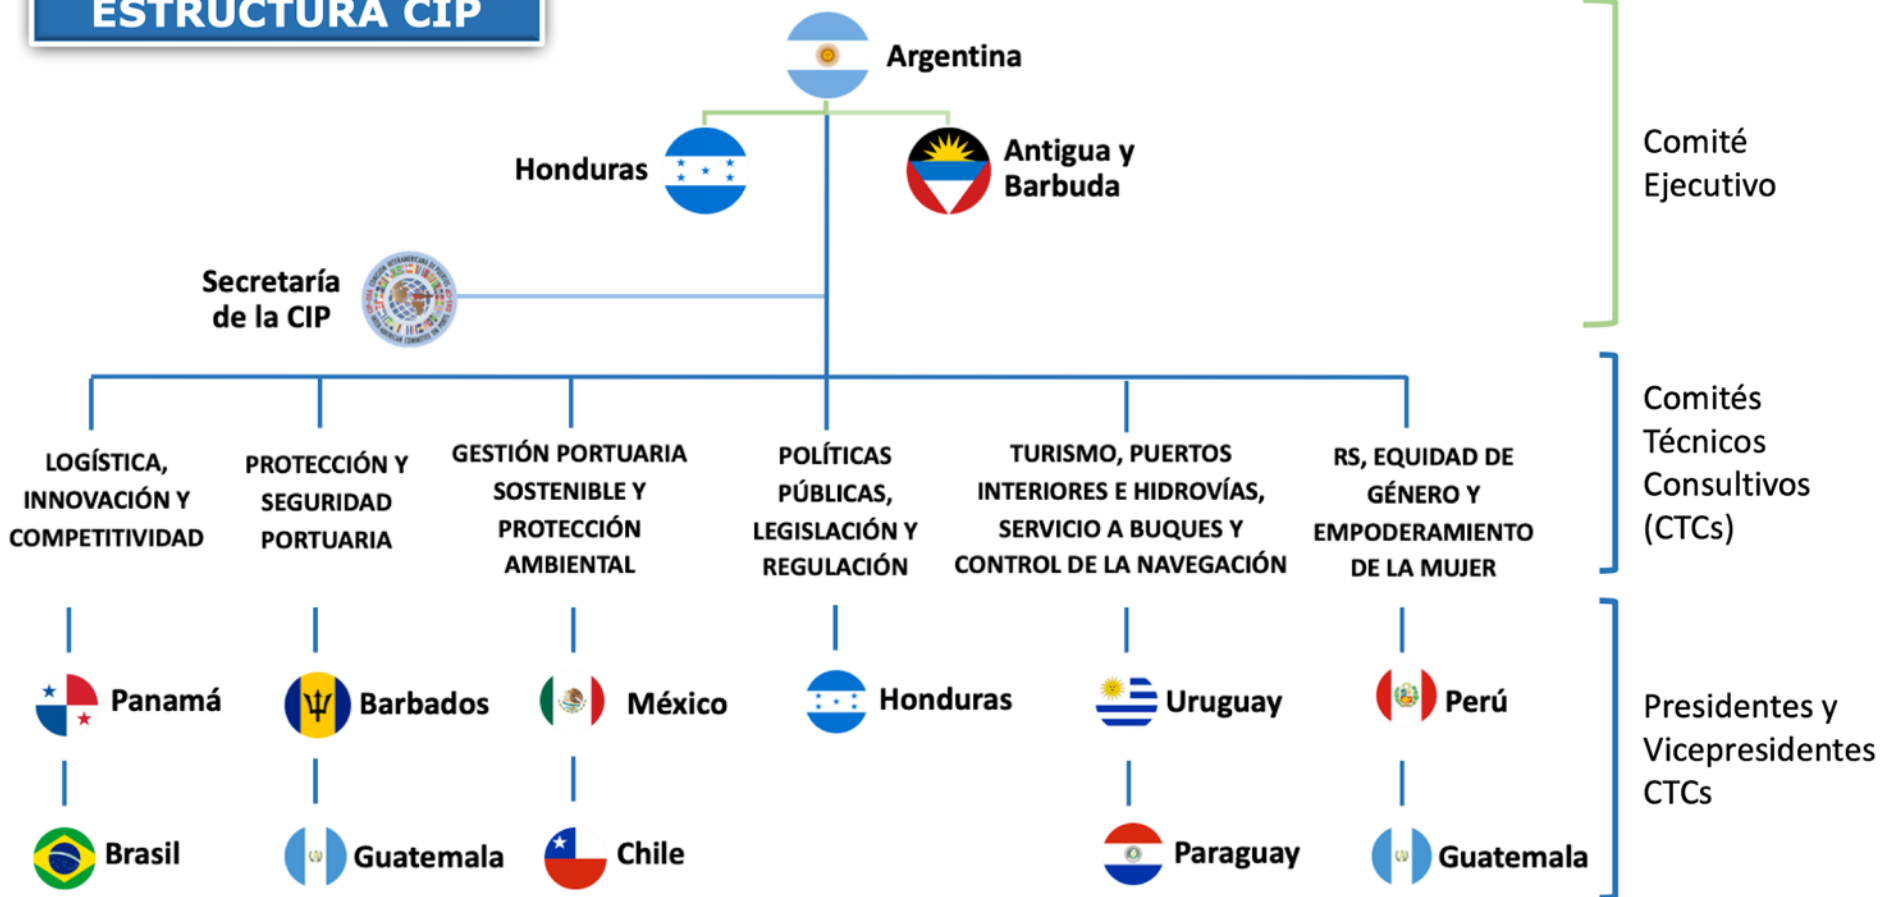 ESTRUCTURA CIP
Argentina
Honduras
Antigua y
Barbuda
Comité
Ejecutivo
Secretaría
de la CIP
LOGÍSTICA,
INNOVACIÓN Y
COMPETITIVIDAD
PROTECCIÓN Y
SEGURIDAD
PORTUARIA
GESTIÓN PORTUARIA
SOSTENIBLE Y
PROTECCIÓN
AMBIENTAL
POLÍTICAS
PÚBLICAS,
LEGISLACIÓN Y
REGULACIÓN
TURISMO, PUERTOS
INTERIORES E HIDROVÍAS,
SERVICIO A BUQUES Y
CONTROL DE LA NAVEGACIÓN
RS, EQUIDAD DE
GÉNERO Y
EMPODERAMIENTO
DE LA MUJER
Comités
Técnicos
Consultivos
(CTCs)
Panamá
Barbados
México
Honduras
Uruguay
Perú
Brasil
Guatemala
Chile
Paraguay
Guatemala
Presidentes y
Vicepresidentes
CTCs